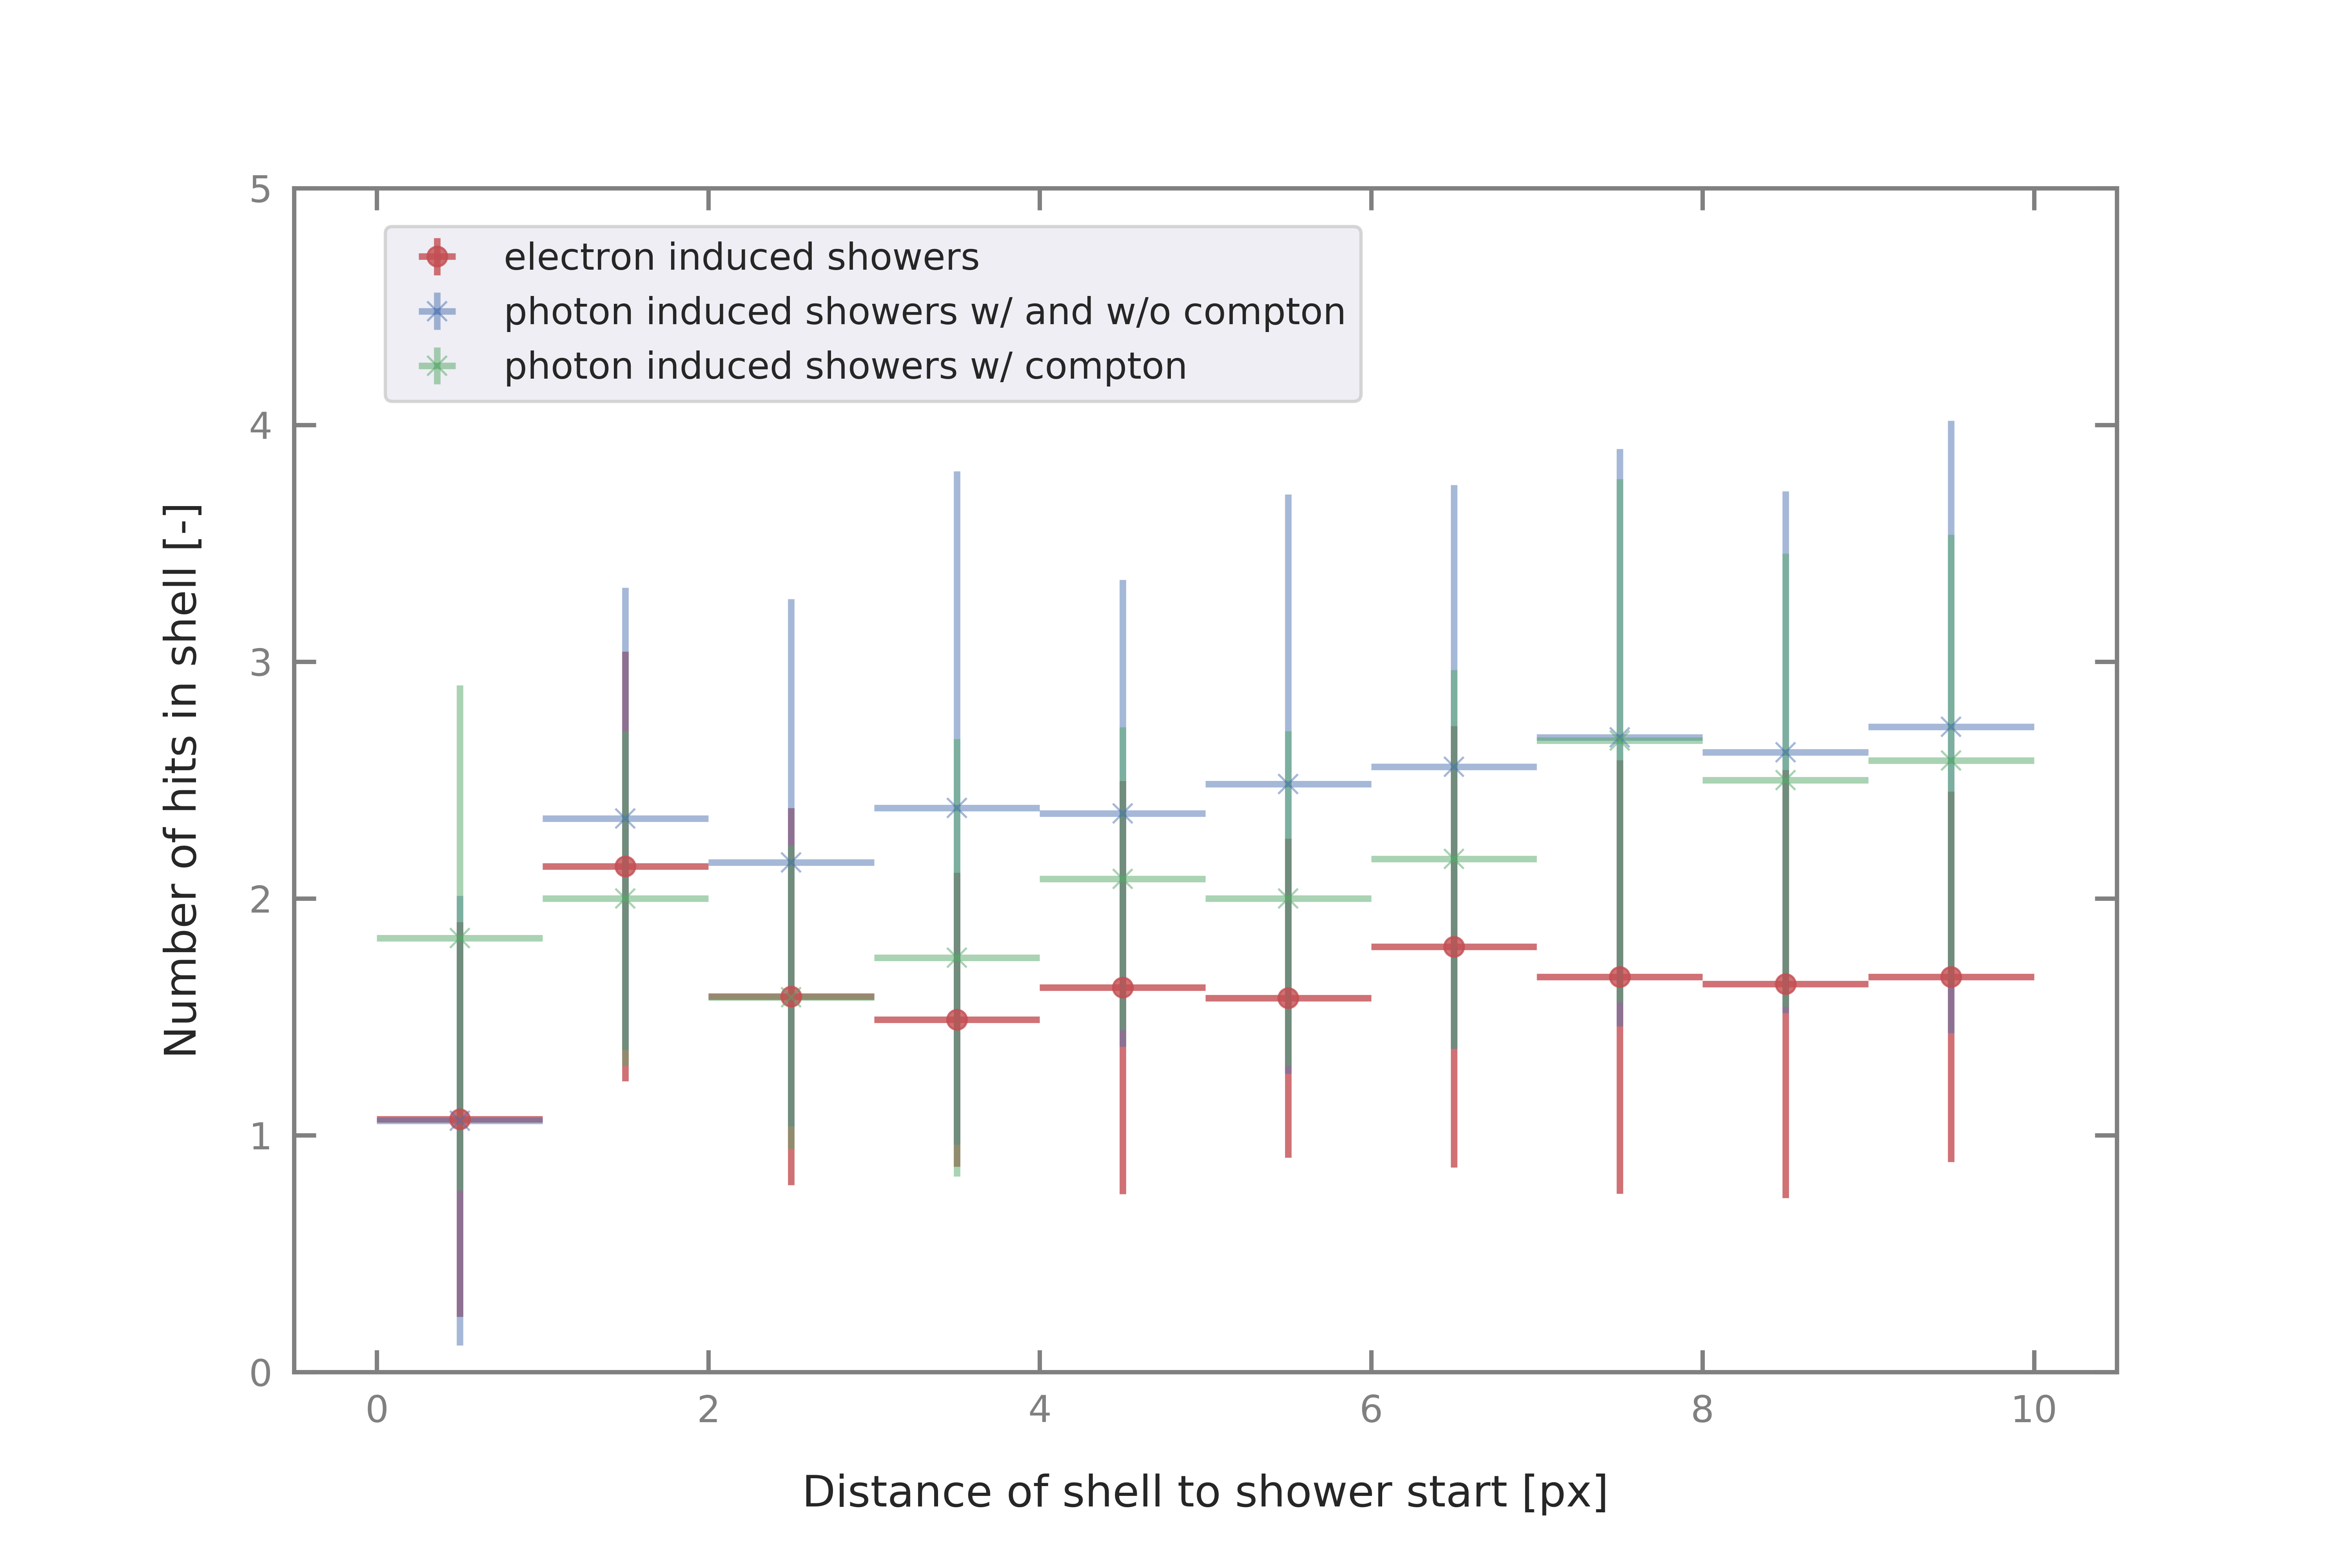 electron induced showers
photon induced showers w/ and w/o compton
photon induced showers w/ compton
5
4
3
2
1
0
Number of hits in shell [-]
0 2 4 6 8 10
Distance of shell to shower start [px]